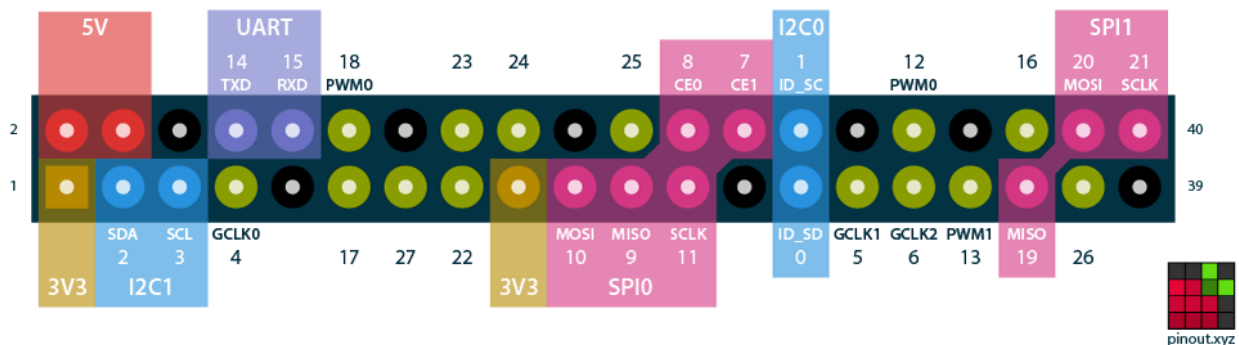 5V UART I2C0 SPI1
14 15 18 23 24 25 8 7 1 12 16 20 21
TXD RXD PWM0 CE0 CE1 ID_SC PWM0 MOSI SCLK
2 40
1 39
SDA SCL GCLK0 MOSI MISO SCLK ID_SD GCLK1 GCLK2 PWM1 MISO
2 3 4 17 27 22 10 9 11 0 5 6 13 19 26
3V3 I2C1 3V3 SPI0
pinout.xyz